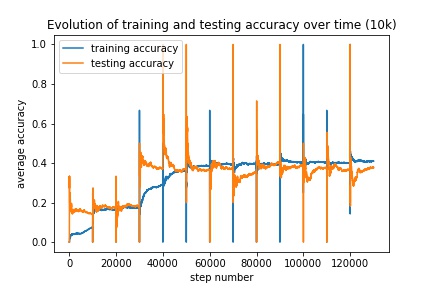 Evolution of training and testing accuracy over time (10k)
training accuracy
testing accuracy
average accuracy
1.0
0.8
0.6
0.4
0.2
0.0
0 20000 40000 60000 80000 100000 120000
step number